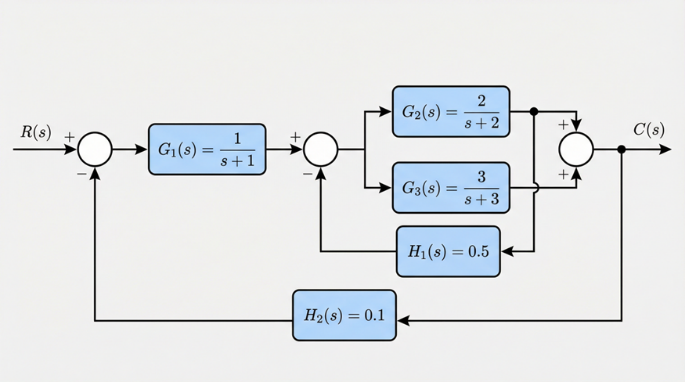 R(s)
+
−
G₁(s) = 1/(s + 1)
+
−
G₂(s) = 2/(s + 2)
G₃(s) = 3/(s + 3)
+
+
C(s)
H₁(s) = 0.5
H₂(s) = 0.1